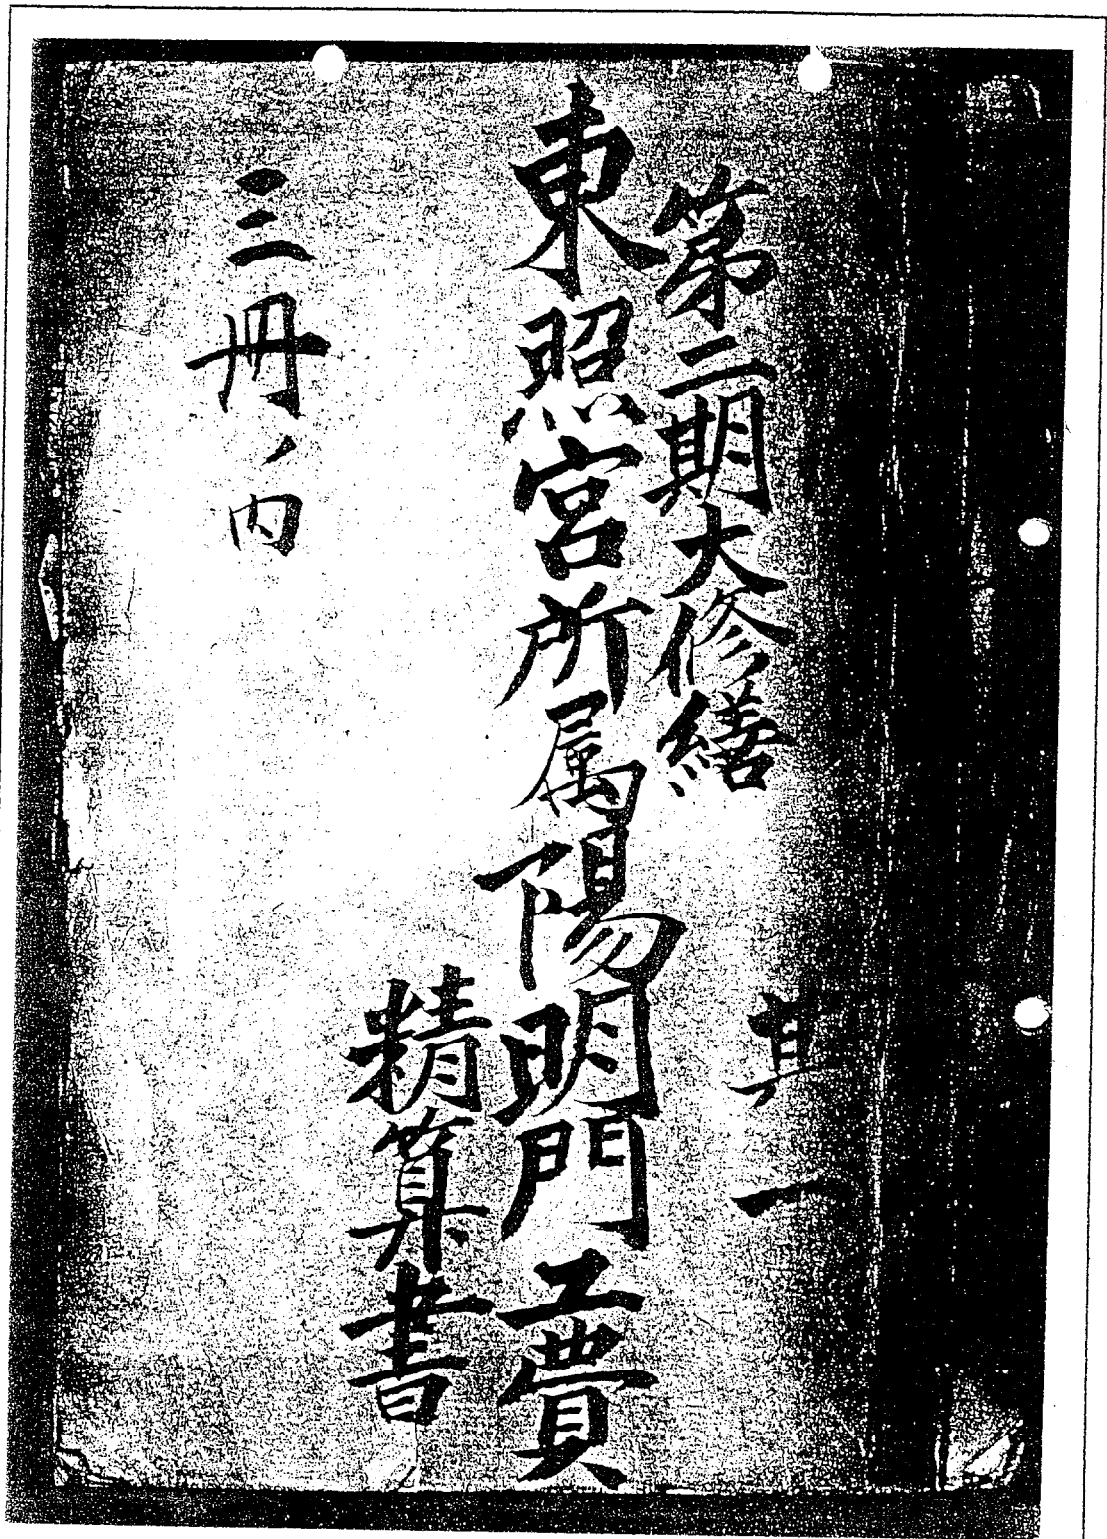 第二期大修繕
其一
東照宮所属陽明門工費
精算書
三冊ノ内